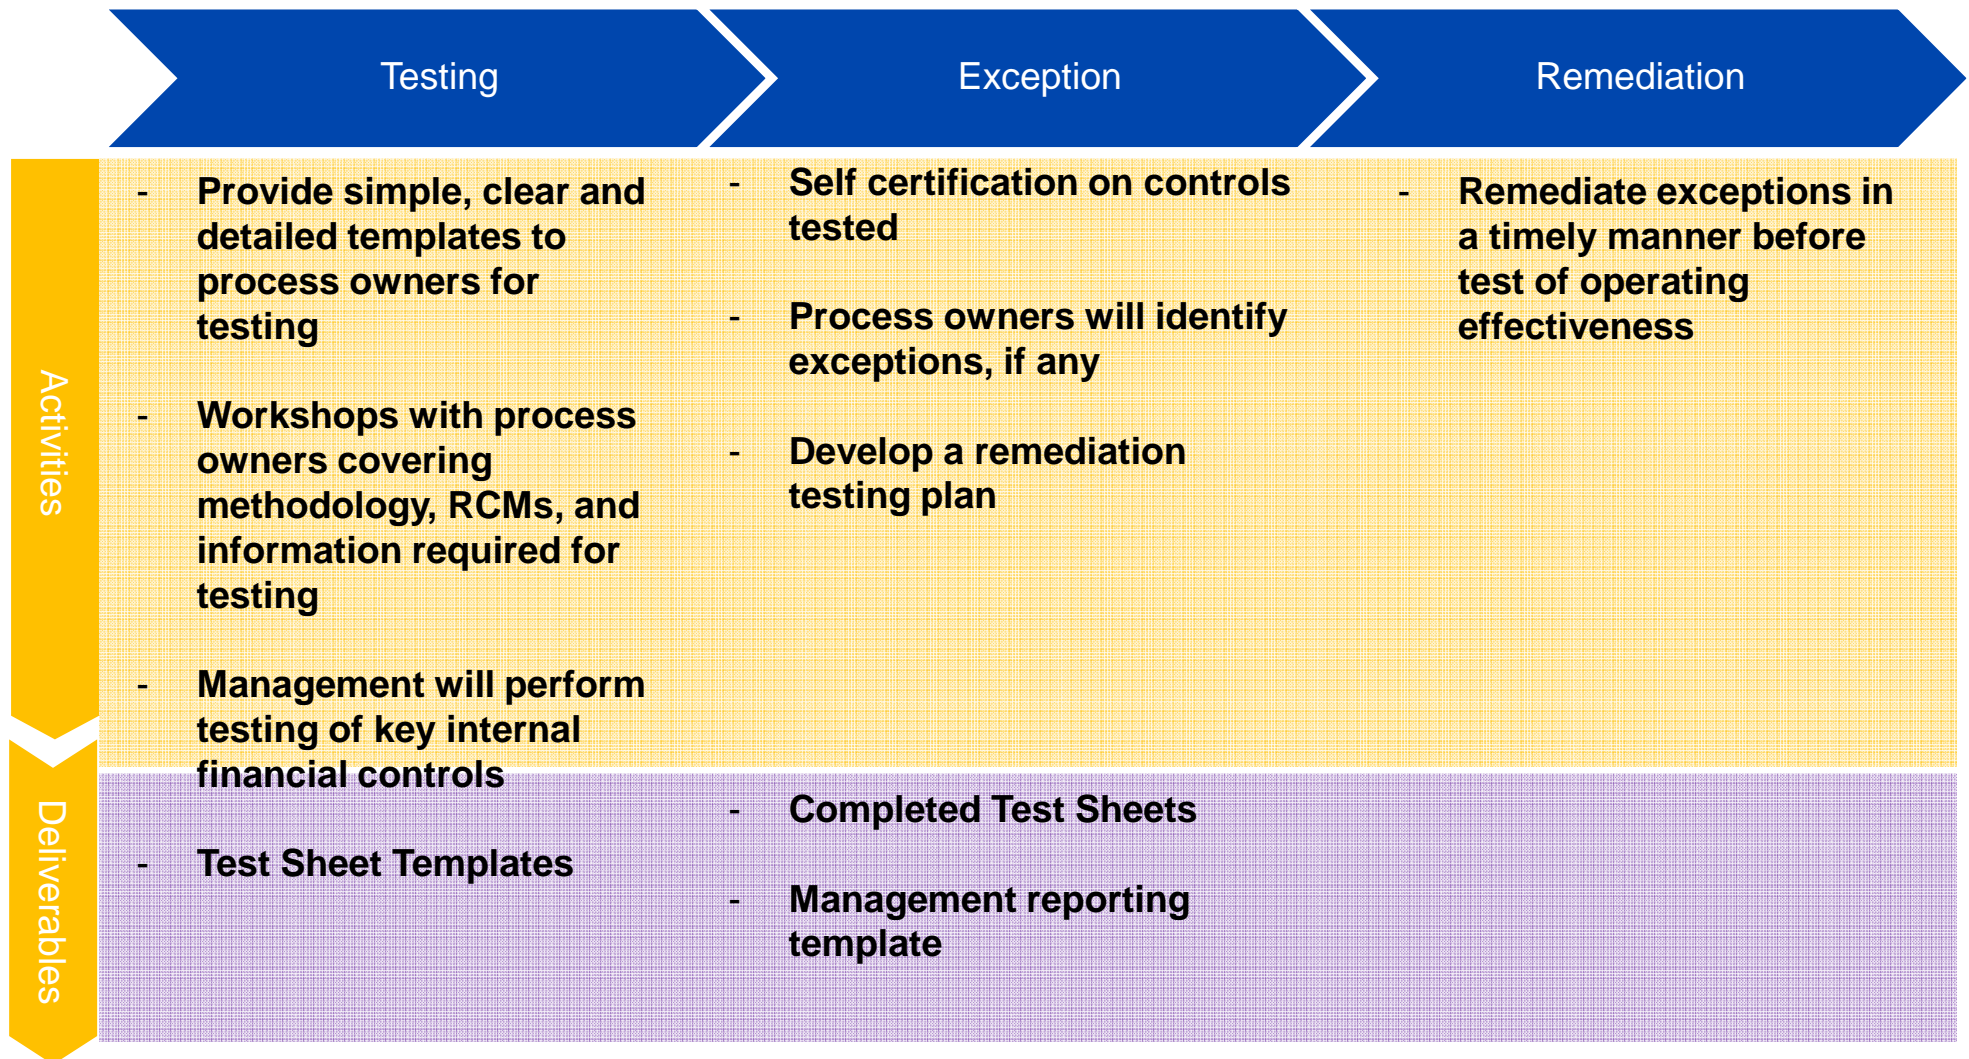 Testing
Exception
Remediation
Activities
- Provide simple, clear and
detailed templates to
process owners for
testing
- Workshops with process
owners covering
methodology, RCMs, and
information required for
testing
- Management will perform
testing of key internal
financial controls
- Self certification on controls
tested
- Process owners will identify
exceptions, if any
- Develop a remediation
testing plan
- Remediate exceptions in
a timely manner before
test of operating
effectiveness
Deliverables
- Test Sheet Templates
- Completed Test Sheets
- Management reporting
template